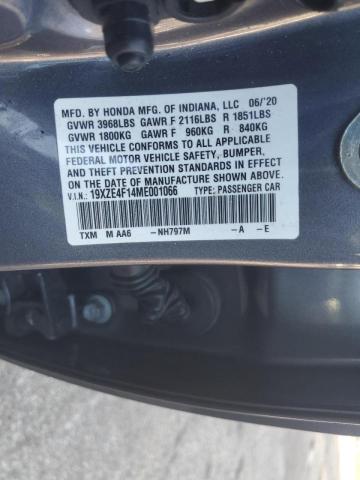 MFD. BY HONDA MFG. OF INDIANA, LLC 06/'20
GVWR 3968LBS GAWR F 2116LBS R 1851LBS
GVWR 1800KG GAWR F 960KG R 840KG
THIS VEHICLE CONFORMS TO ALL APPLICABLE
FEDERAL MOTOR VEHICLE SAFETY, BUMPER,
AND THEFT PREVENTION STANDARDS IN EFFECT
ON THE DATE OF MANUFACTURE SHOWN ABOVE.
V.I.N.: 19XZE4F14ME001066 TYPE: PASSENGER CAR
TXM M AA6 -NH797M -A -E